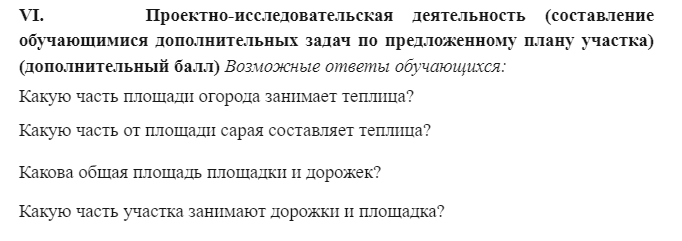 VI. Проектно-исследовательская деятельность (составление
обучающимися дополнительных задач по предложенному плану участка)
(дополнительный балл) Возможные ответы обучающихся:
Какую часть площади огорода занимает теплица?
Какую часть от площади сарая составляет теплица?
Какова общая площадь площадки и дорожек?
Какую часть участка занимают дорожки и площадка?